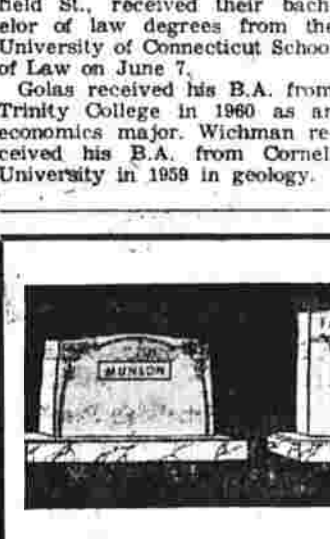 field St., received their bach-
elor of law degrees from the
University of Connecticut School
of Law on June 7.
Golas received his B.A. from
Trinity College in 1960 as an
economics major. Wichman re-
ceived his B.A. from Cornell
University in 1959 in geology.
MUNSON